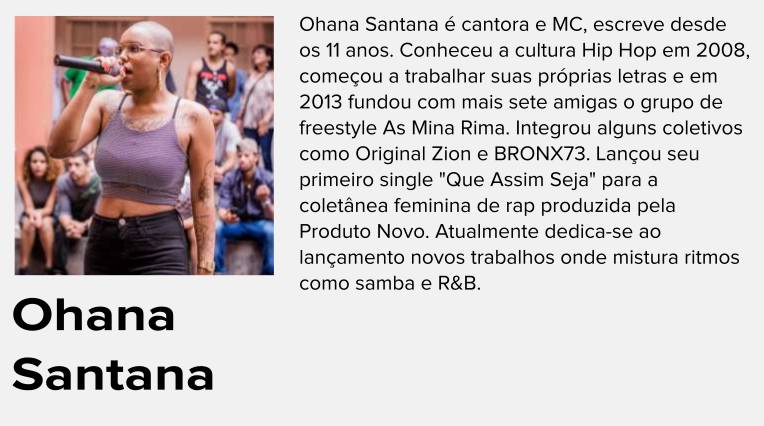 Ohana Santana é cantora e MC, escreve desde
os 11 anos. Conheceu a cultura Hip Hop em 2008,
começou a trabalhar suas próprias letras e em
2013 fundou com mais sete amigas o grupo de
freestyle As Mina Rima. Integrou alguns coletivos
como Original Zion e BRONX73. Lançou seu
primeiro single "Que Assim Seja" para a
coletânea feminina de rap produzida pela
Produto Novo. Atualmente dedica-se ao
lançamento novos trabalhos onde mistura ritmos
como samba e R&B.
Ohana
Santana